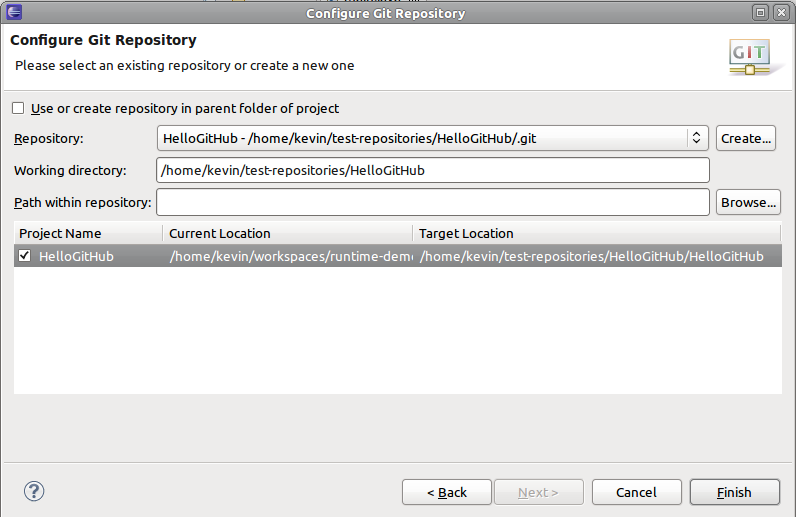 Configure Git Repository
Configure Git Repository
Please select an existing repository or create a new one
GIT
Use or create repository in parent folder of project
Repository: HelloGitHub - /home/kevin/test-repositories/HelloGitHub/.git Create...
Working directory: /home/kevin/test-repositories/HelloGitHub
Path within repository: Browse...
Project Name Current Location Target Location
HelloGitHub /home/kevin/workspaces/runtime-dem /home/kevin/test-repositories/HelloGitHub/HelloGitHub
? < Back Next > Cancel Finish